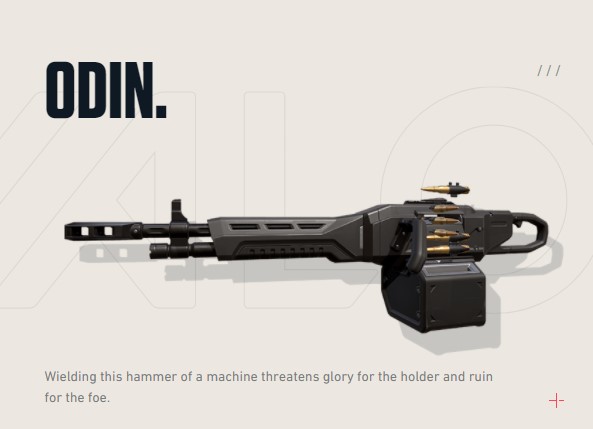 ODIN.
///
Wielding this hammer of a machine threatens glory for the holder and ruin
for the foe.